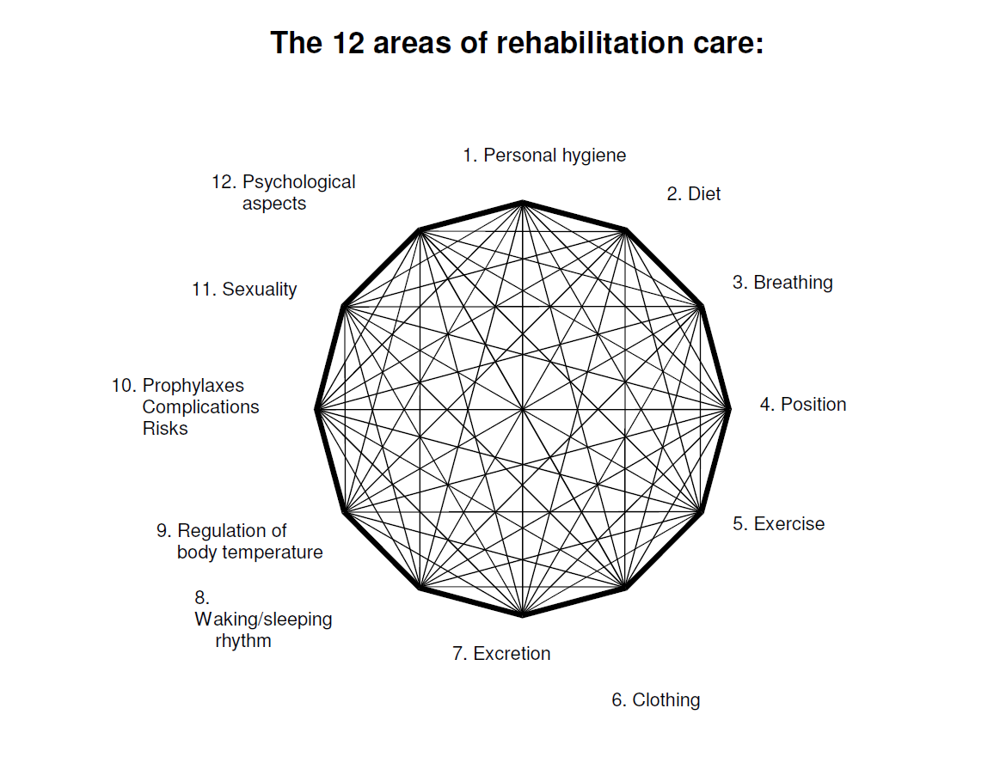 The 12 areas of rehabilitation care:
1. Personal hygiene
2. Diet
3. Breathing
4. Position
5. Exercise
6. Clothing
7. Excretion
8.
Waking/sleeping
rhythm
9. Regulation of
body temperature
10. Prophylaxes
Complications
Risks
11. Sexuality
12. Psychological
aspects